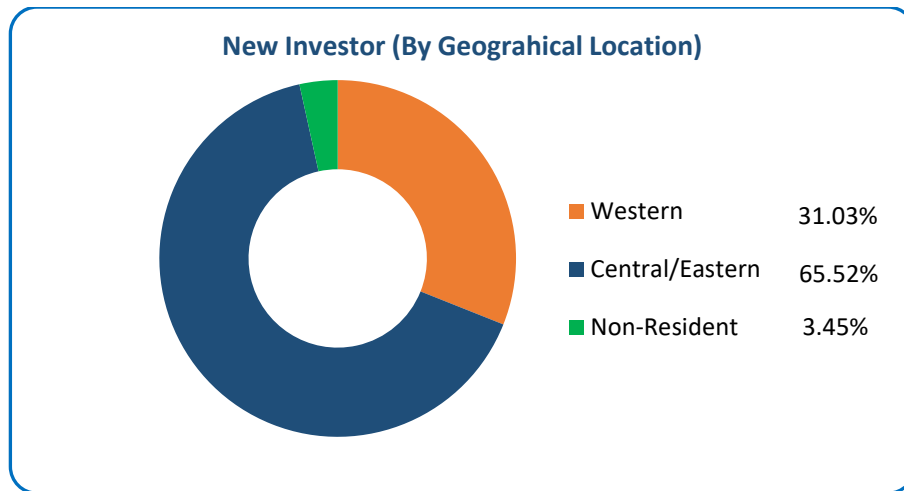 New Investor (By Geograhical Location)
Western 31.03%
Central/Eastern 65.52%
Non-Resident 3.45%